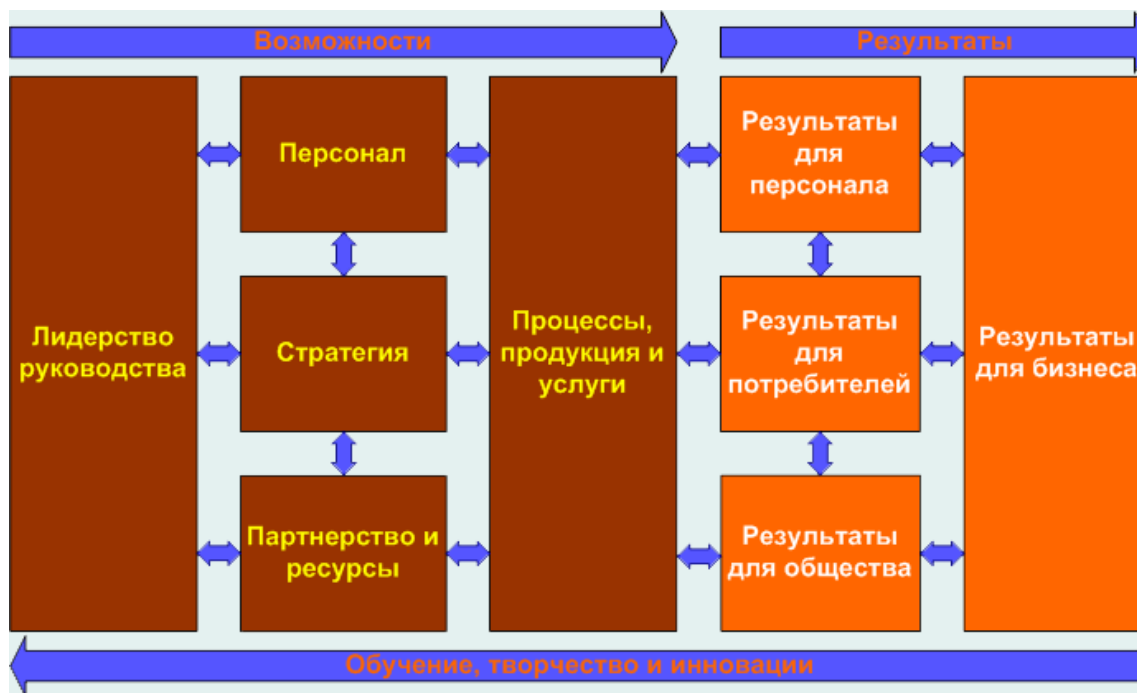 Возможности
Результаты
Лидерство
руководства
Персонал
Стратегия
Партнерство и
ресурсы
Процессы,
продукция и
услуги
Результаты
для
персонала
Результаты
для
потребителей
Результаты
для общества
Результаты
для бизнеса
Обучение, творчество и инновации